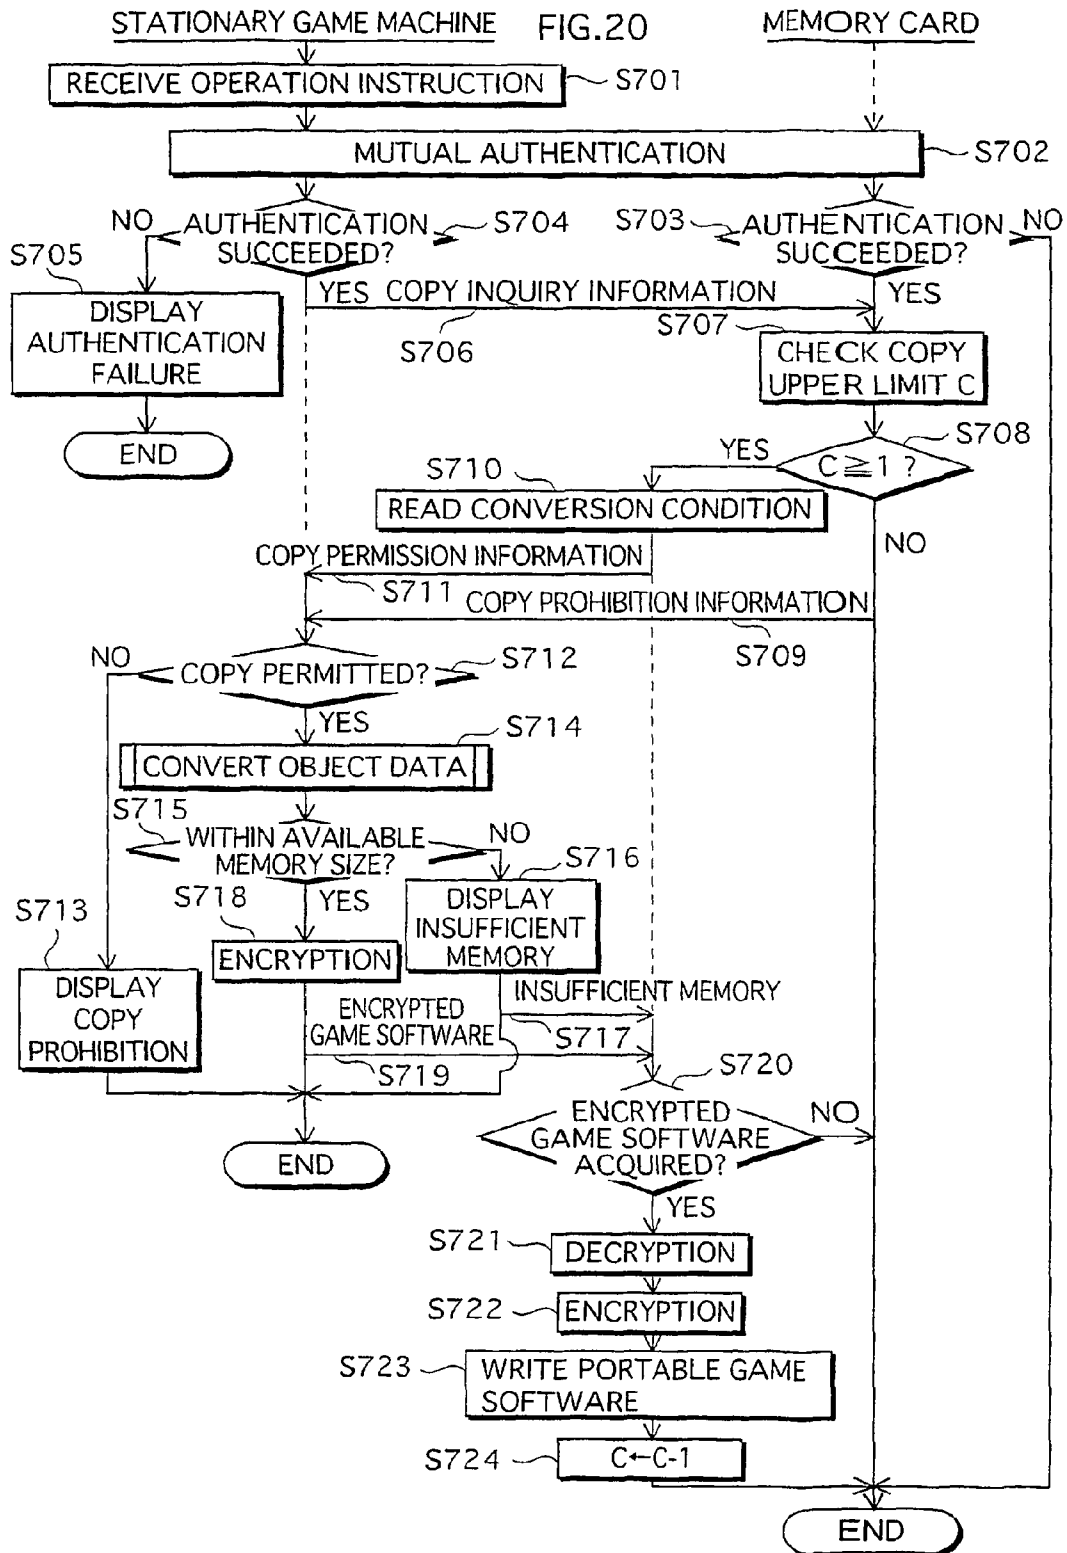 STATIONARY GAME MACHINE
FIG.20
MEMORY CARD
RECEIVE OPERATION INSTRUCTION
S701
MUTUAL AUTHENTICATION
S702
NO
AUTHENTICATION
SUCCEEDED?
S704
S703
AUTHENTICATION
SUCCEEDED?
NO
S705
DISPLAY
AUTHENTICATION
FAILURE
END
YES
COPY INQUIRY INFORMATION
S706
YES
S707
CHECK COPY
UPPER LIMIT C
S708
C≧1 ?
YES
S710
READ CONVERSION CONDITION
NO
COPY PERMISSION INFORMATION
S711
COPY PROHIBITION INFORMATION
S709
NO
COPY PERMITTED?
S712
YES
S714
CONVERT OBJECT DATA
S715
WITHIN AVAILABLE
MEMORY SIZE?
NO
S716
DISPLAY
INSUFFICIENT
MEMORY
S718
YES
ENCRYPTION
S713
DISPLAY
COPY
PROHIBITION
INSUFFICIENT MEMORY
S717
ENCRYPTED
GAME SOFTWARE
S719
S720
ENCRYPTED
GAME SOFTWARE
ACQUIRED?
NO
END
YES
S721
DECRYPTION
S722
ENCRYPTION
S723
WRITE PORTABLE GAME
SOFTWARE
S724
C←C-1
END